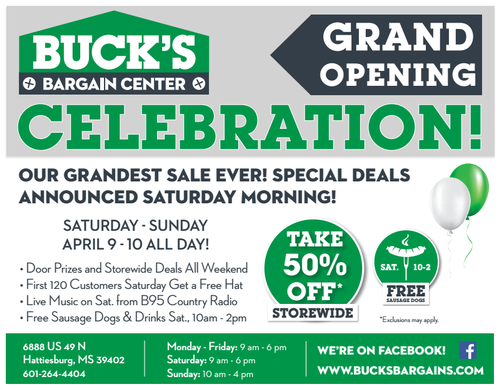 BUCK'S
BARGAIN CENTER
GRAND
OPENING
CELEBRATION!
OUR GRANDEST SALE EVER! SPECIAL DEALS
ANNOUNCED SATURDAY MORNING!
SATURDAY - SUNDAY
APRIL 9 - 10 ALL DAY!
• Door Prizes and Storewide Deals All Weekend
• First 120 Customers Saturday Get a Free Hat
• Live Music on Sat. from B95 Country Radio
• Free Sausage Dogs & Drinks Sat., 10am - 2pm
TAKE
50%
OFF*
STOREWIDE
SAT. 10-2
FREE
SAUSAGE DOGS
*Exclusions may apply.
6888 US 49 N
Hattiesburg, MS 39402
601-264-4404
Monday - Friday: 9 am - 6 pm
Saturday: 9 am - 6 pm
Sunday: 10 am - 4 pm
WE'RE ON FACEBOOK! f
WWW.BUCKSBARGAINS.COM